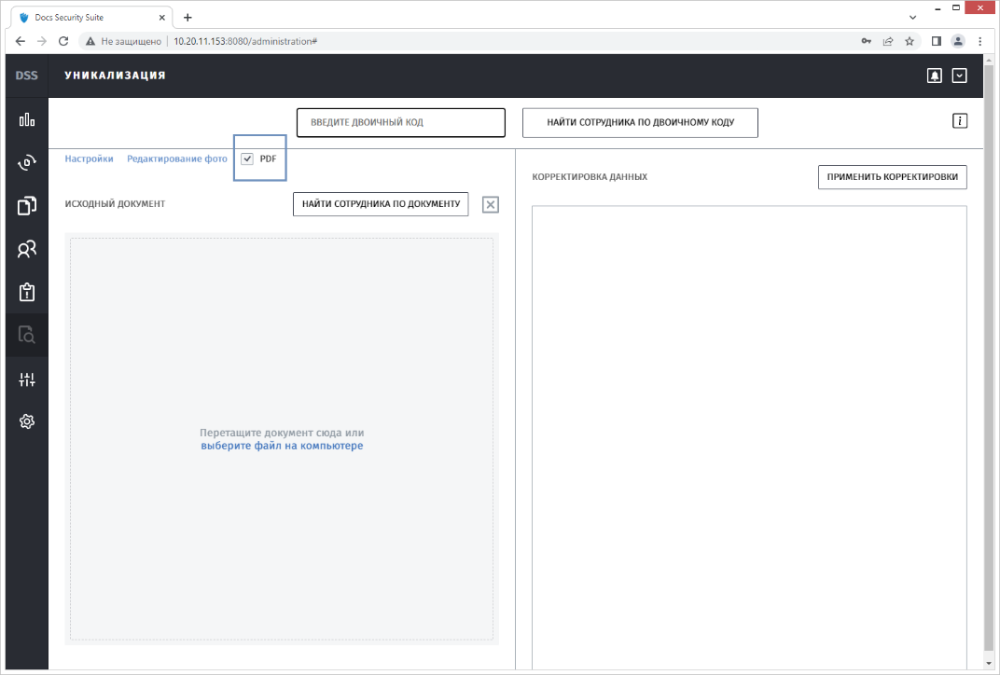 Docs Security Suite
Не защищено 10.20.11.153:8080/administration#
DSS УНИКАЛИЗАЦИЯ
ВВЕДИТЕ ДВОИЧНЫЙ КОД НАЙТИ СОТРУДНИКА ПО ДВОИЧНОМУ КОДУ
Настройки Редактирование фото PDF
КОРРЕКТИРОВКА ДАННЫХ ПРИМЕНИТЬ КОРРЕКТИРОВКИ
ИСХОДНЫЙ ДОКУМЕНТ НАЙТИ СОТРУДНИКА ПО ДОКУМЕНТУ
Перетащите документ сюда или
выберите файл на компьютере